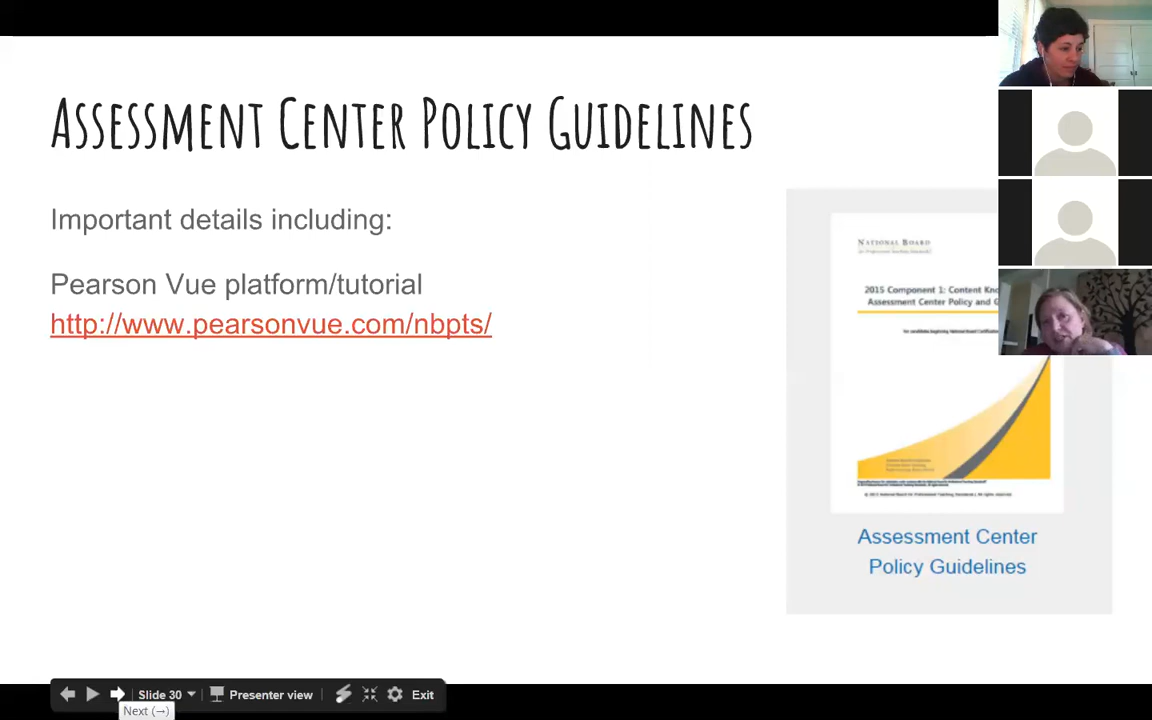 ASSESSMENT CENTER POLICY GUIDELINES
Important details including:
Pearson Vue platform/tutorial
http://www.pearsonvue.com/nbpts/
NATIONAL BOARD
2015 Component 1: Content Kno
Assessment Center Policy and G
Assessment Center
Policy Guidelines
Slide 30
Presenter view
Exit
Next (→)